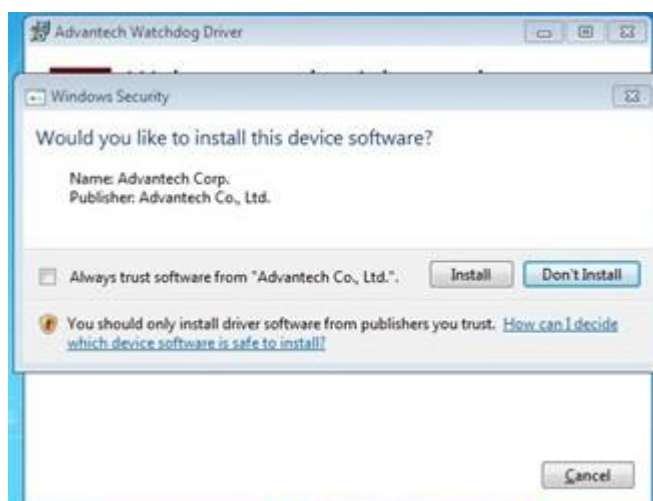 Advantech Watchdog Driver
Windows Security
Would you like to install this device software?
Name: Advantech Corp.
Publisher: Advantech Co., Ltd.
Always trust software from "Advantech Co., Ltd.".
Install
Don't Install
You should only install driver software from publishers you trust. How can I decide
which device software is safe to install?
Cancel